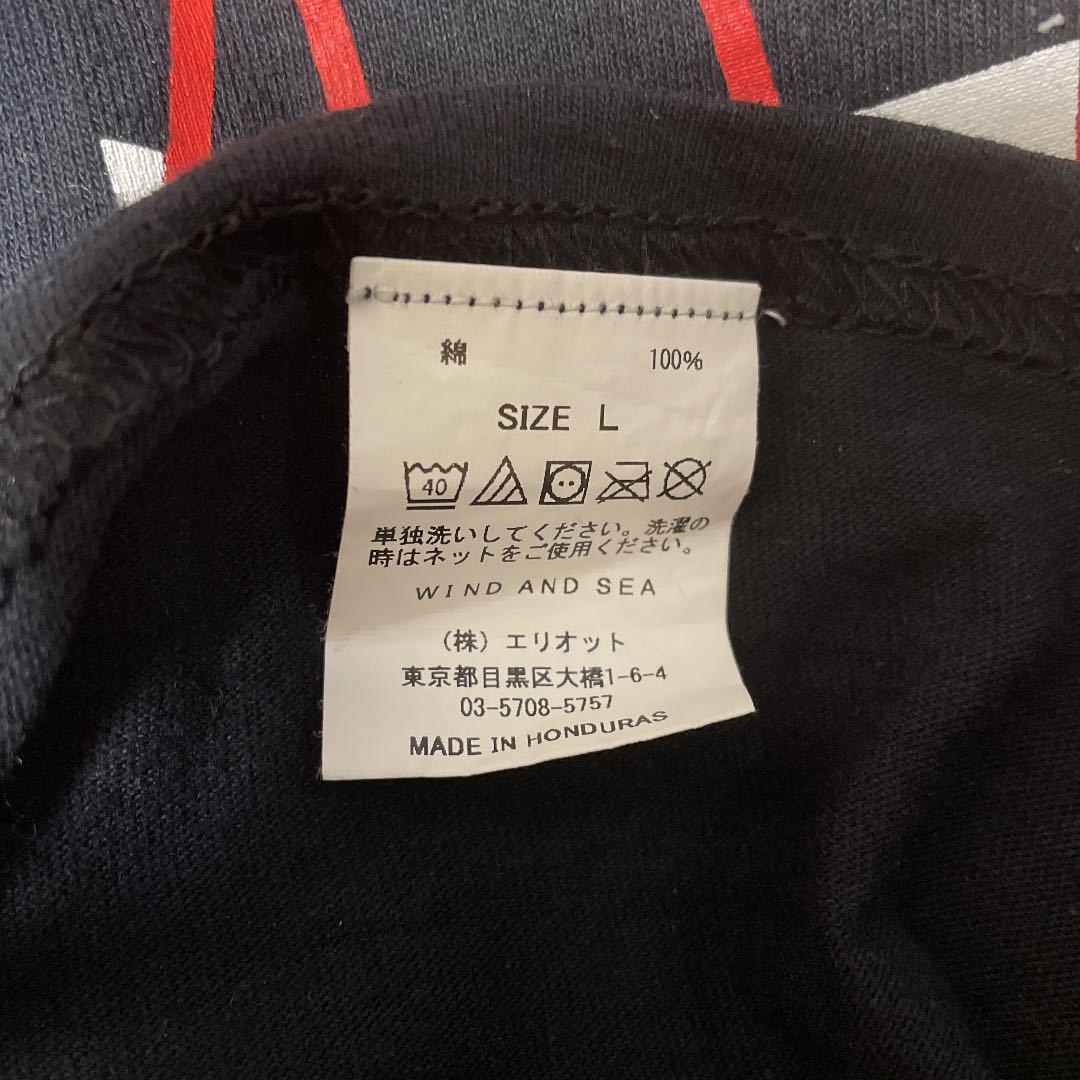 綿 100%
SIZE L
40
単独洗いしてください。洗濯の
時はネットをご使用ください。
WIND AND SEA
(株)エリオット
東京都目黒区大橋1-6-4
03-5708-5757
MADE IN HONDURAS